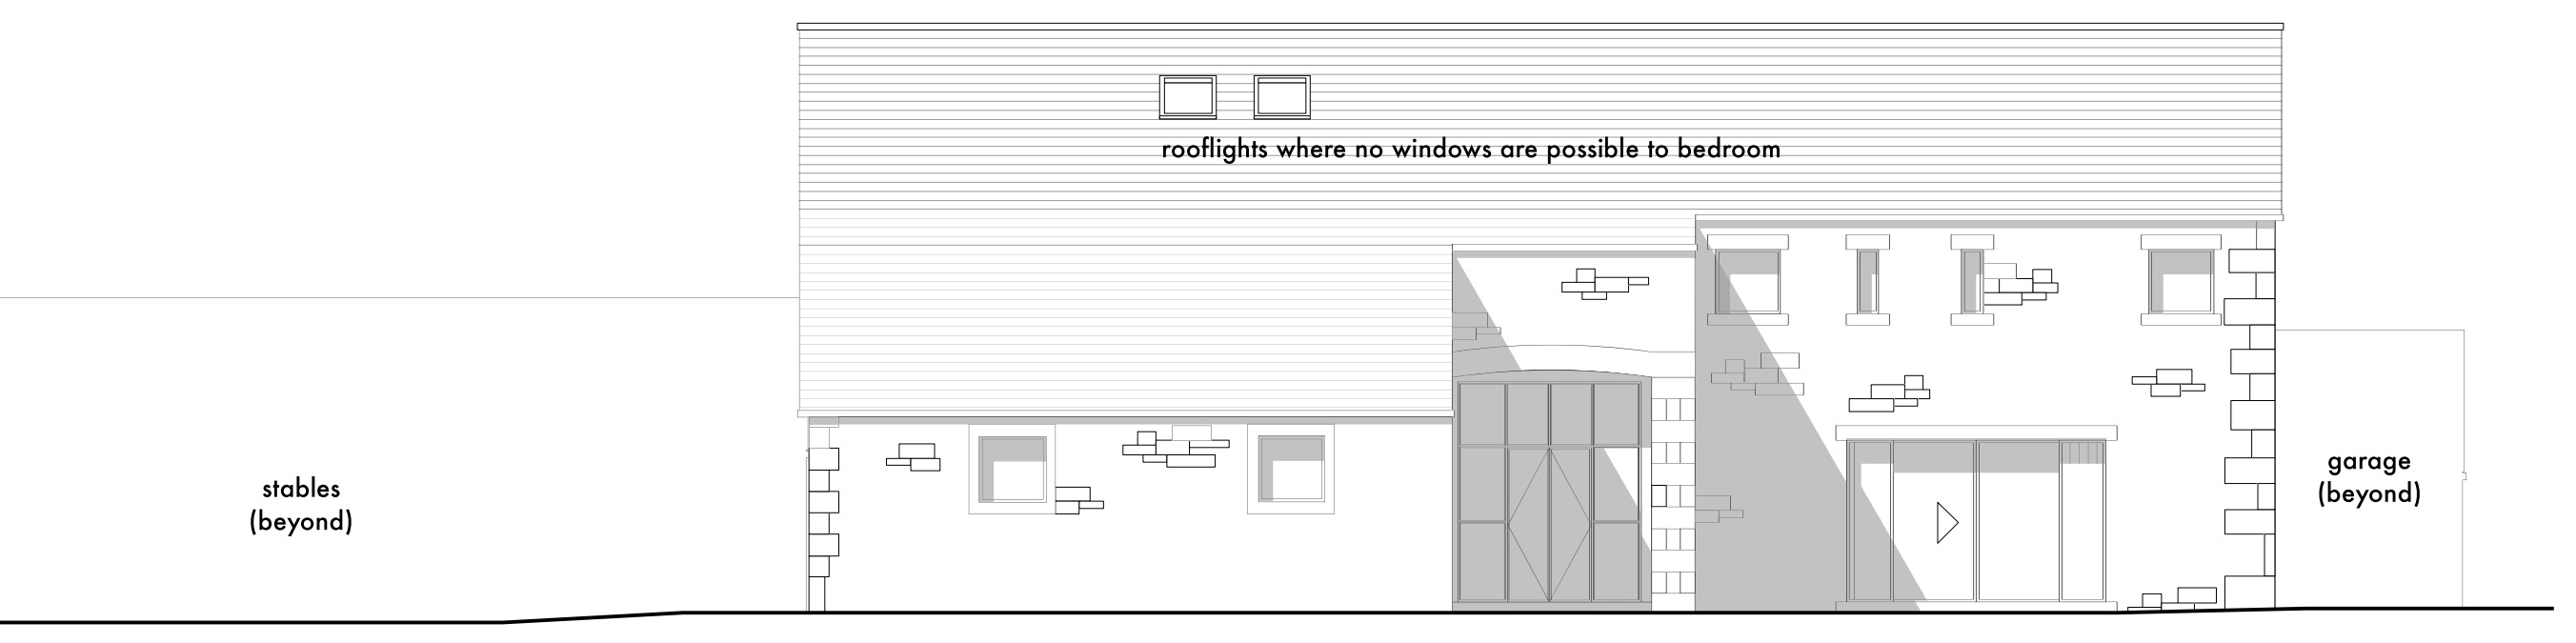 rooflights where no windows are possible to bedroom
stables
(beyond)
garage
(beyond)